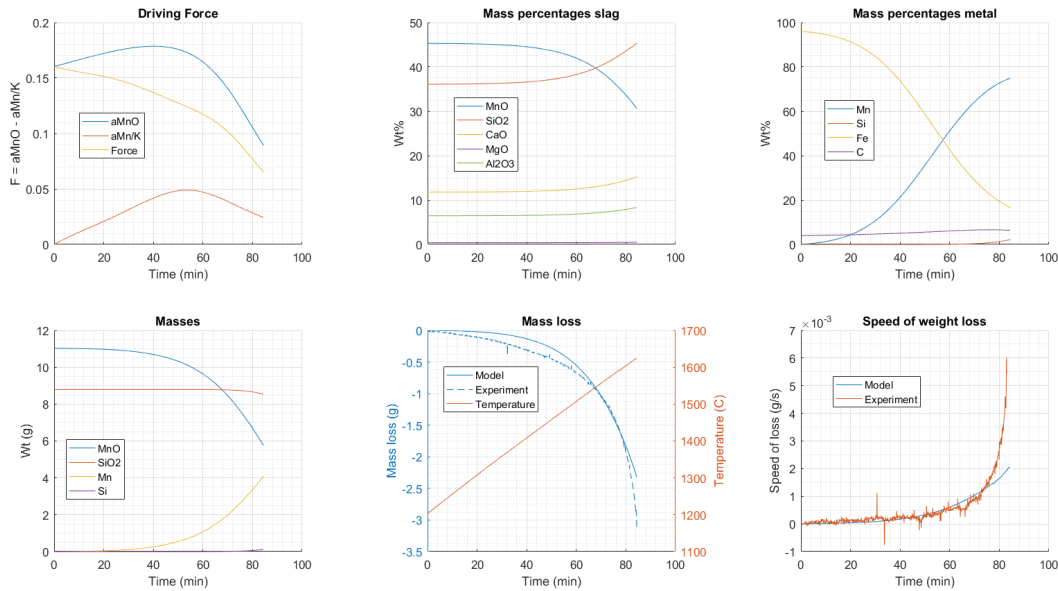 Driving Force
0.2
0.15
0.1
0.05
0
F = aMnO - aMn/K
aMnO
aMn/K
Force
0 20 40 60 80 100
Time (min)
Mass percentages slag
50
40
30
20
10
0
Wt%
MnO
SiO2
CaO
MgO
Al2O3
0 20 40 60 80 100
Time (min)
Mass percentages metal
100
80
60
40
20
0
Wt%
Mn
Si
Fe
C
0 20 40 60 80 100
Time (min)
Masses
12
10
8
6
4
2
0
Wt (g)
MnO
SiO2
Mn
Si
0 20 40 60 80 100
Time (min)
Mass loss
0
-0.5
-1
-1.5
-2
-2.5
-3
-3.5
Mass loss (g)
Model
Experiment
Temperature
1700
1600
1500
1400
1300
1200
1100
Temperature (C)
0 20 40 60 80 100
Time (min)
Speed of weight loss
× 10-3
7
6
5
4
3
2
1
0
-1
Speed of loss (g/s)
Model
Experiment
0 20 40 60 80 100
Time (min)